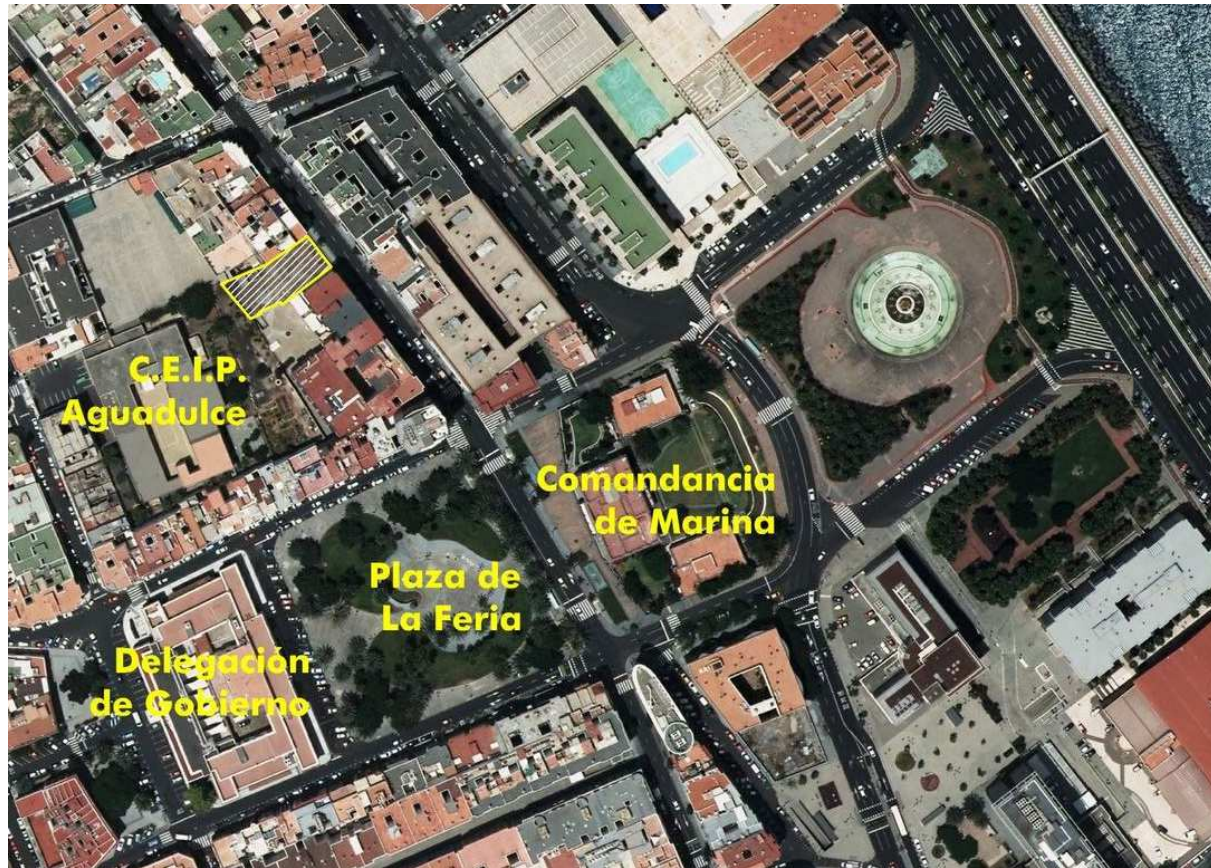 C.E.I.P.
Aguadulce
Comandancia
de Marina
Plaza de
La Feria
Delegación
de Gobierno